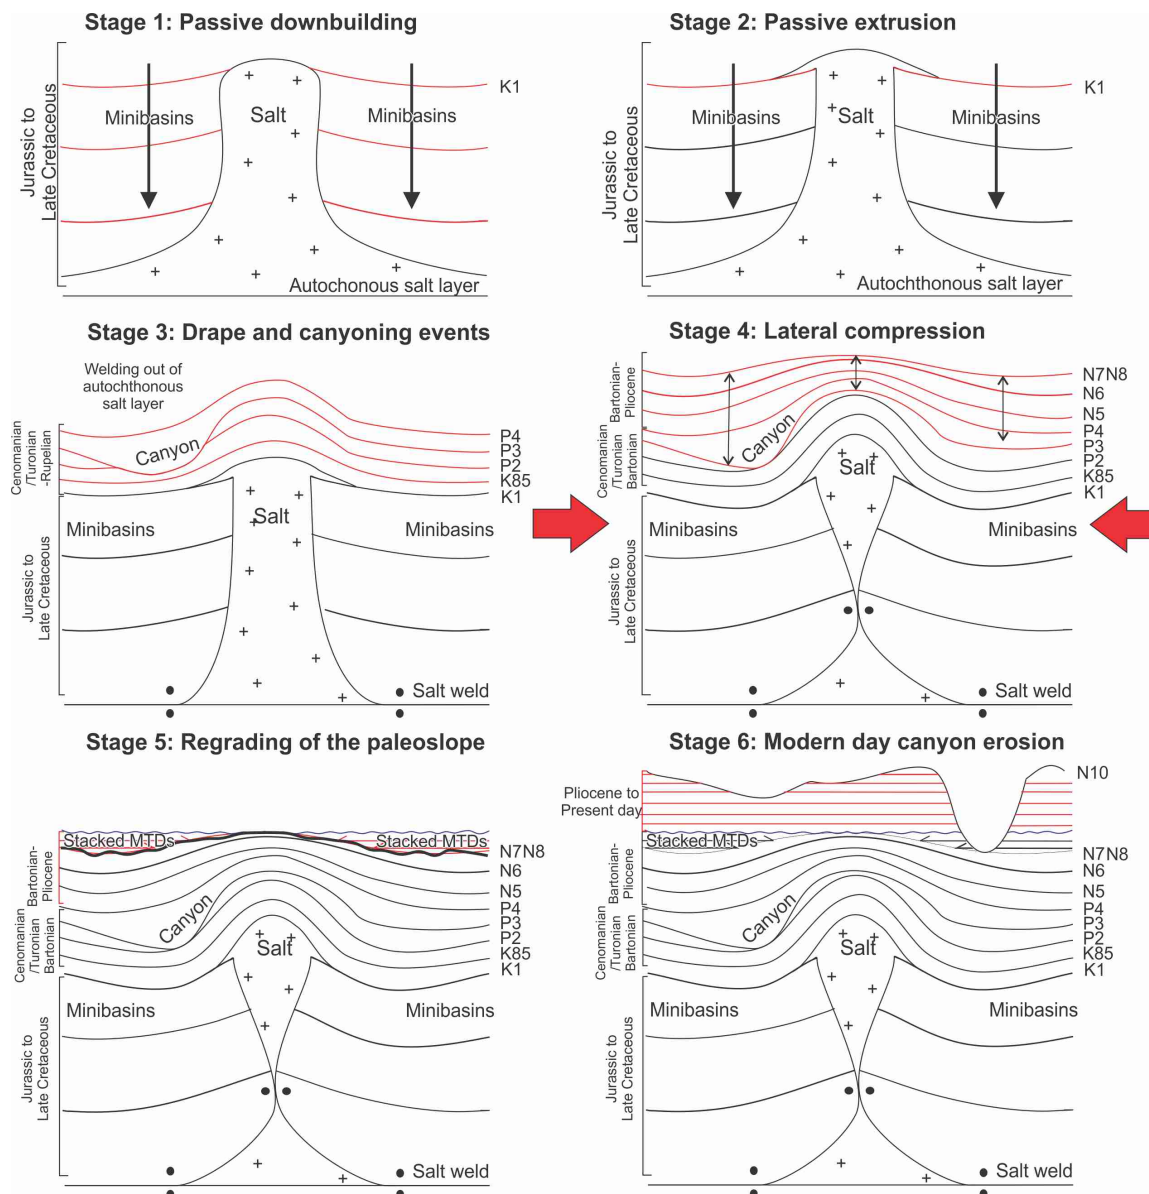 Stage 1: Passive downbuilding
Jurassic to
Late Cretaceous
Minibasins
Salt
Minibasins
K1
Autochonous salt layer
Stage 2: Passive extrusion
Jurassic to
Late Cretaceous
Minibasins
Salt
Minibasins
K1
Autochthonous salt layer
Stage 3: Drape and canyoning events
Welding out of
autochthonous
salt layer
Cenomanian
/Turonian
-Rupelian
Canyon
P4
P3
P2
K85
K1
Salt
Minibasins
Minibasins
Jurassic to
Late Cretaceous
Salt weld
Stage 4: Lateral compression
Bartonian-
Pliocene
Cenomanian
/Turonian
Bartonian
Canyon
N7N8
N6
N5
P4
P3
P2
K85
K1
Salt
Minibasins
Minibasins
Jurassic to
Late Cretaceous
Salt weld
Stage 5: Regrading of the paleoslope
Stacked MTDs
Stacked MTDs
Bartonian-
Pliocene
Cenomanian
/Turonian
Bartonian
Canyon
N7N8
N6
N5
P4
P3
P2
K85
K1
Salt
Minibasins
Minibasins
Jurassic to
Late Cretaceous
Salt weld
Stage 6: Modern day canyon erosion
N10
Pliocene to
Present day
Stacked MTDs
Bartonian-
Pliocene
Cenomanian
/Turonian
Bartonian
Canyon
N7N8
N6
N5
P4
P3
P2
K85
K1
Salt
Minibasins
Minibasins
Jurassic to
Late Cretaceous
Salt weld